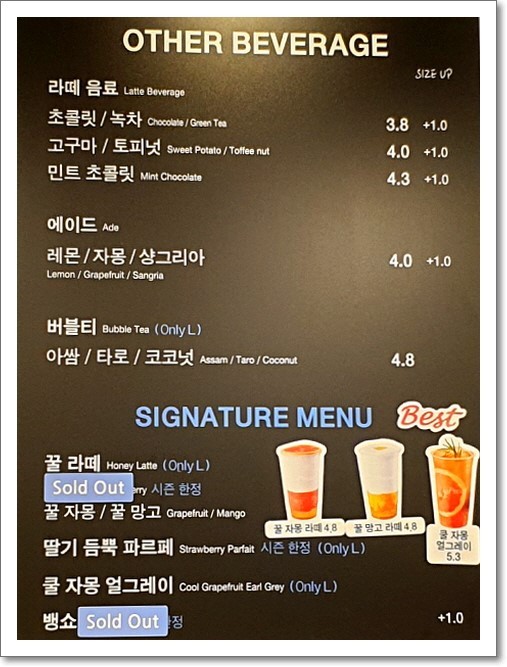 OTHER BEVERAGE
SIZE UP
라떼 음료 Latte Beverage
초콜릿 / 녹차 Chocolate / Green Tea 3.8 +1.0
고구마 / 토피넛 Sweet Potato / Toffee nut 4.0 +1.0
민트 초콜릿 Mint Chocolate 4.3 +1.0
에이드 Ade
레몬 / 자몽 / 샹그리아 4.0 +1.0
Lemon / Grapefruit / Sangria
버블티 Bubble Tea (Only L)
아쌈 / 타로 / 코코넛 Assam / Taro / Coconut 4.8
SIGNATURE MENU Best
꿀 라떼 Honey Latte (Only L)
Sold Out erry 시즌 한정
꿀 자몽 / 꿀 망고 Grapefruit / Mango
꿀 자몽 라떼 4,8
꿀 망고 라떼 4,8
쿨 자몽
얼그레이
5.3
딸기 듬뿍 파르페 Strawberry Parfait 시즌 한정 (Only L)
쿨 자몽 얼그레이 Cool Grapefruit Earl Grey (Only L)
뱅쇼 Sold Out 한정 +1.0